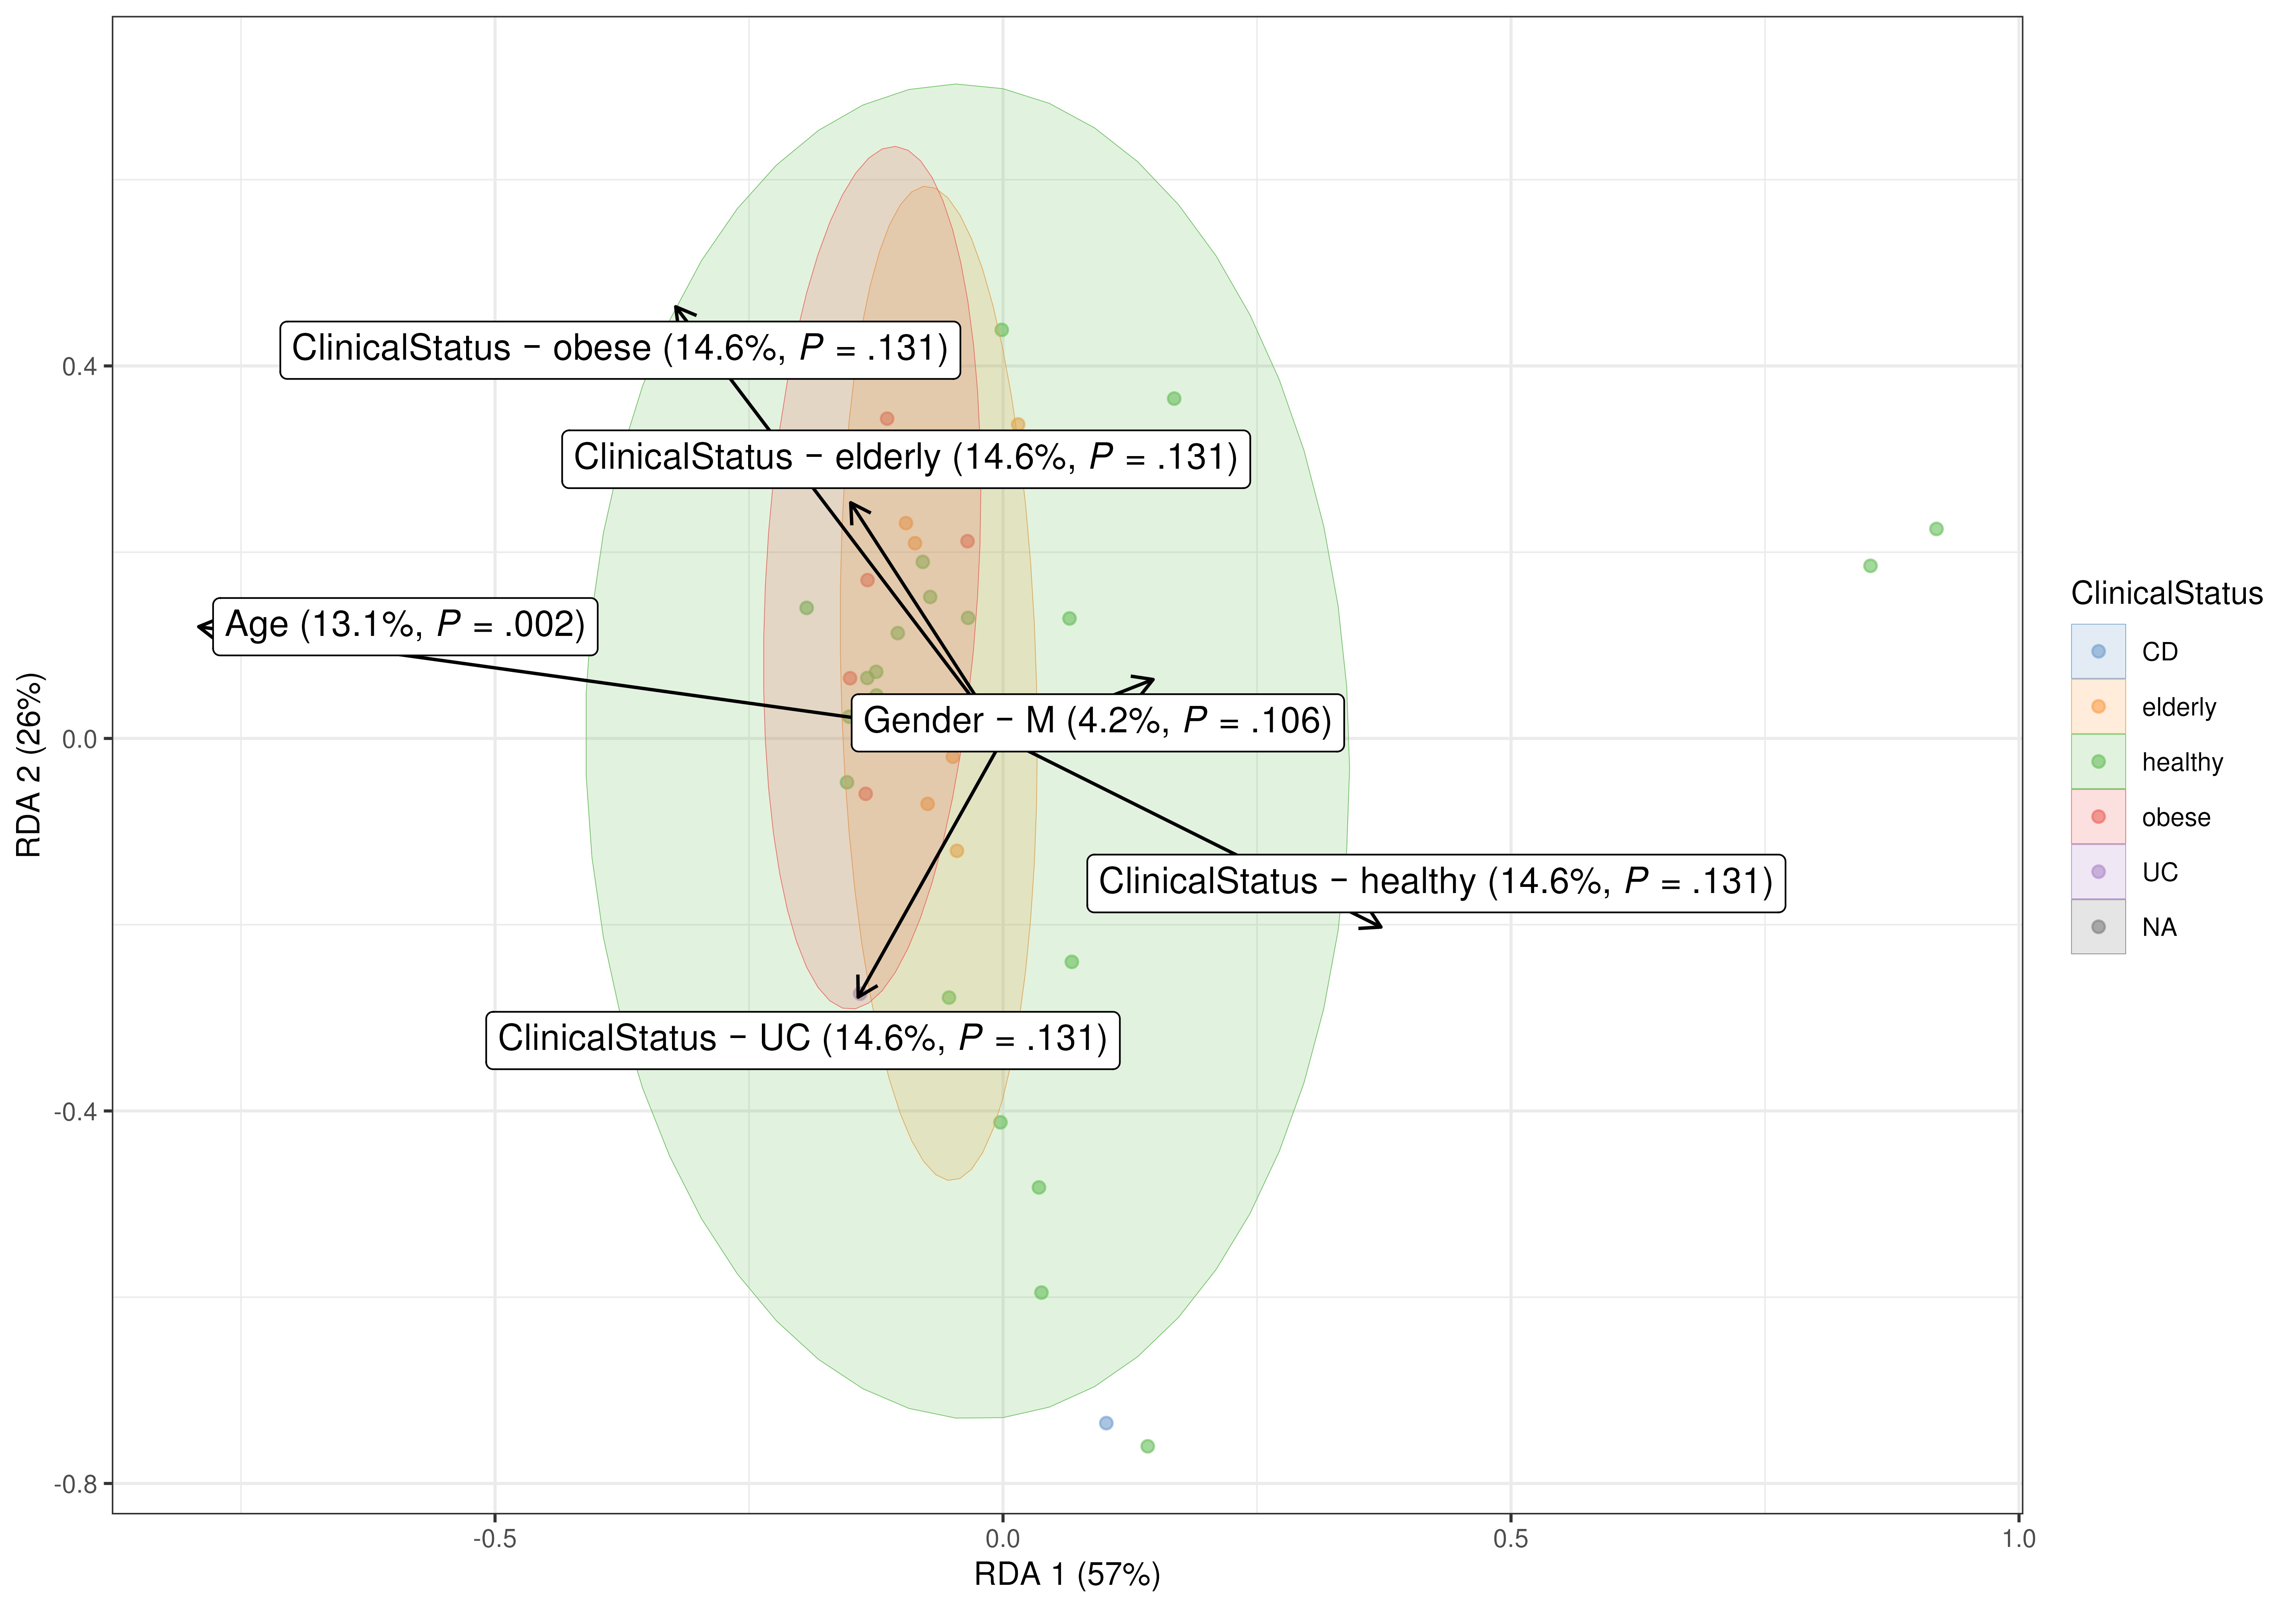 ClinicalStatus − obese (14.6%, P = .131)
ClinicalStatus − elderly (14.6%, P = .131)
Age (13.1%, P = .002)
Gender − M (4.2%, P = .106)
ClinicalStatus − healthy (14.6%, P = .131)
ClinicalStatus − UC (14.6%, P = .131)
0.4
0.0
-0.4
-0.8
RDA 2 (26%)
-0.5
0.0
0.5
1.0
RDA 1 (57%)
ClinicalStatus
CD
elderly
healthy
obese
UC
NA